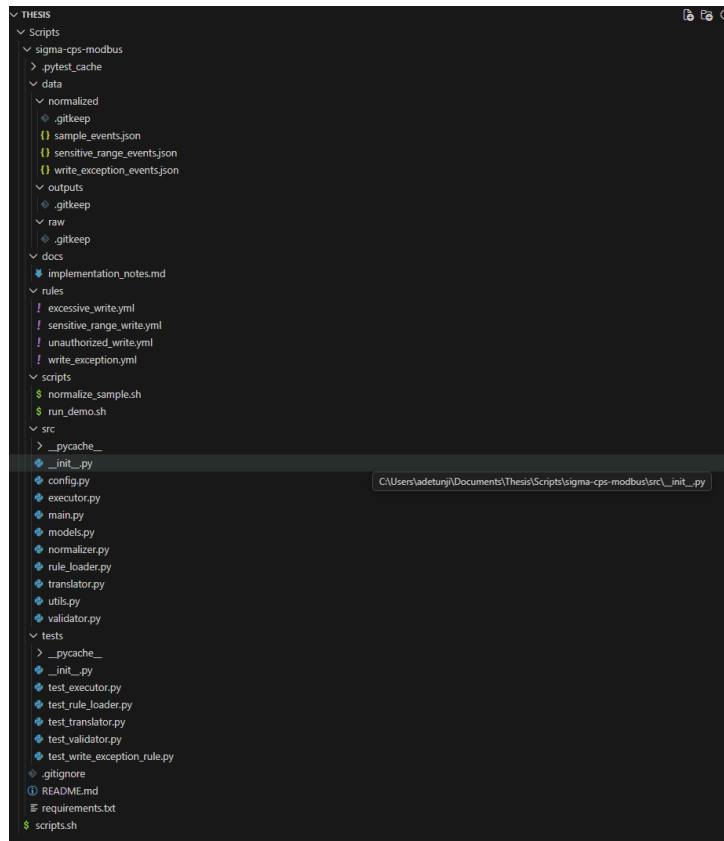 THESIS
Scripts
sigma-cps-modbus
.pytest_cache
data
normalized
.gitkeep
{} sample_events.json
{} sensitive_range_events.json
{} write_exception_events.json
outputs
.gitkeep
raw
.gitkeep
docs
implementation_notes.md
rules
! excessive_write.yml
! sensitive_range_write.yml
! unauthorized_write.yml
! write_exception.yml
scripts
$ normalize_sample.sh
$ run_demo.sh
src
__pycache__
__init__.py
config.py C:\Users\adetunji\Documents\Thesis\Scripts\sigma-cps-modbus\src\__init__.py
executor.py
main.py
models.py
normalizer.py
rule_loader.py
translator.py
utils.py
validator.py
tests
__pycache__
__init__.py
test_executor.py
test_rule_loader.py
test_translator.py
test_validator.py
test_write_exception_rule.py
.gitignore
README.md
requirements.txt
$ scripts.sh